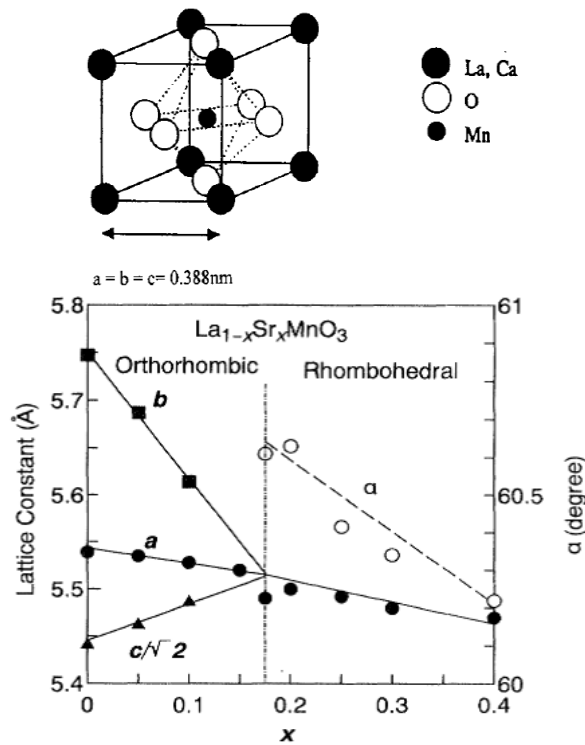 La, Ca
O
Mn
a = b = c= 0.388nm
La₁₋ₓSrₓMnO₃
Orthorhombic
Rhombohedral
b
a
c/√2
α
5.8
5.7
5.6
5.5
5.4
Lattice Constant (Å)
61
60.5
60
α (degree)
0
0.1
0.2
0.3
0.4
x